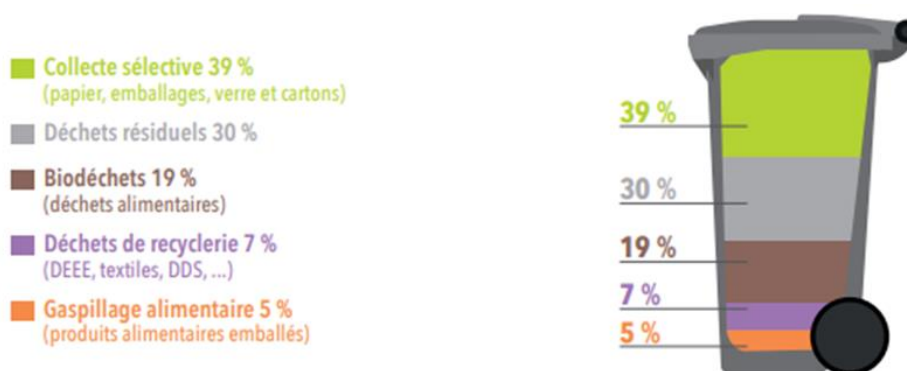 Collecte sélective 39 %
(papier, emballages, verre et cartons)
Déchets résiduels 30 %
Biodéchets 19 %
(déchets alimentaires)
Déchets de recyclerie 7 %
(DEEE, textiles, DDS, ...)
Gaspillage alimentaire 5 %
(produits alimentaires emballés)
39 %
30 %
19 %
7 %
5 %